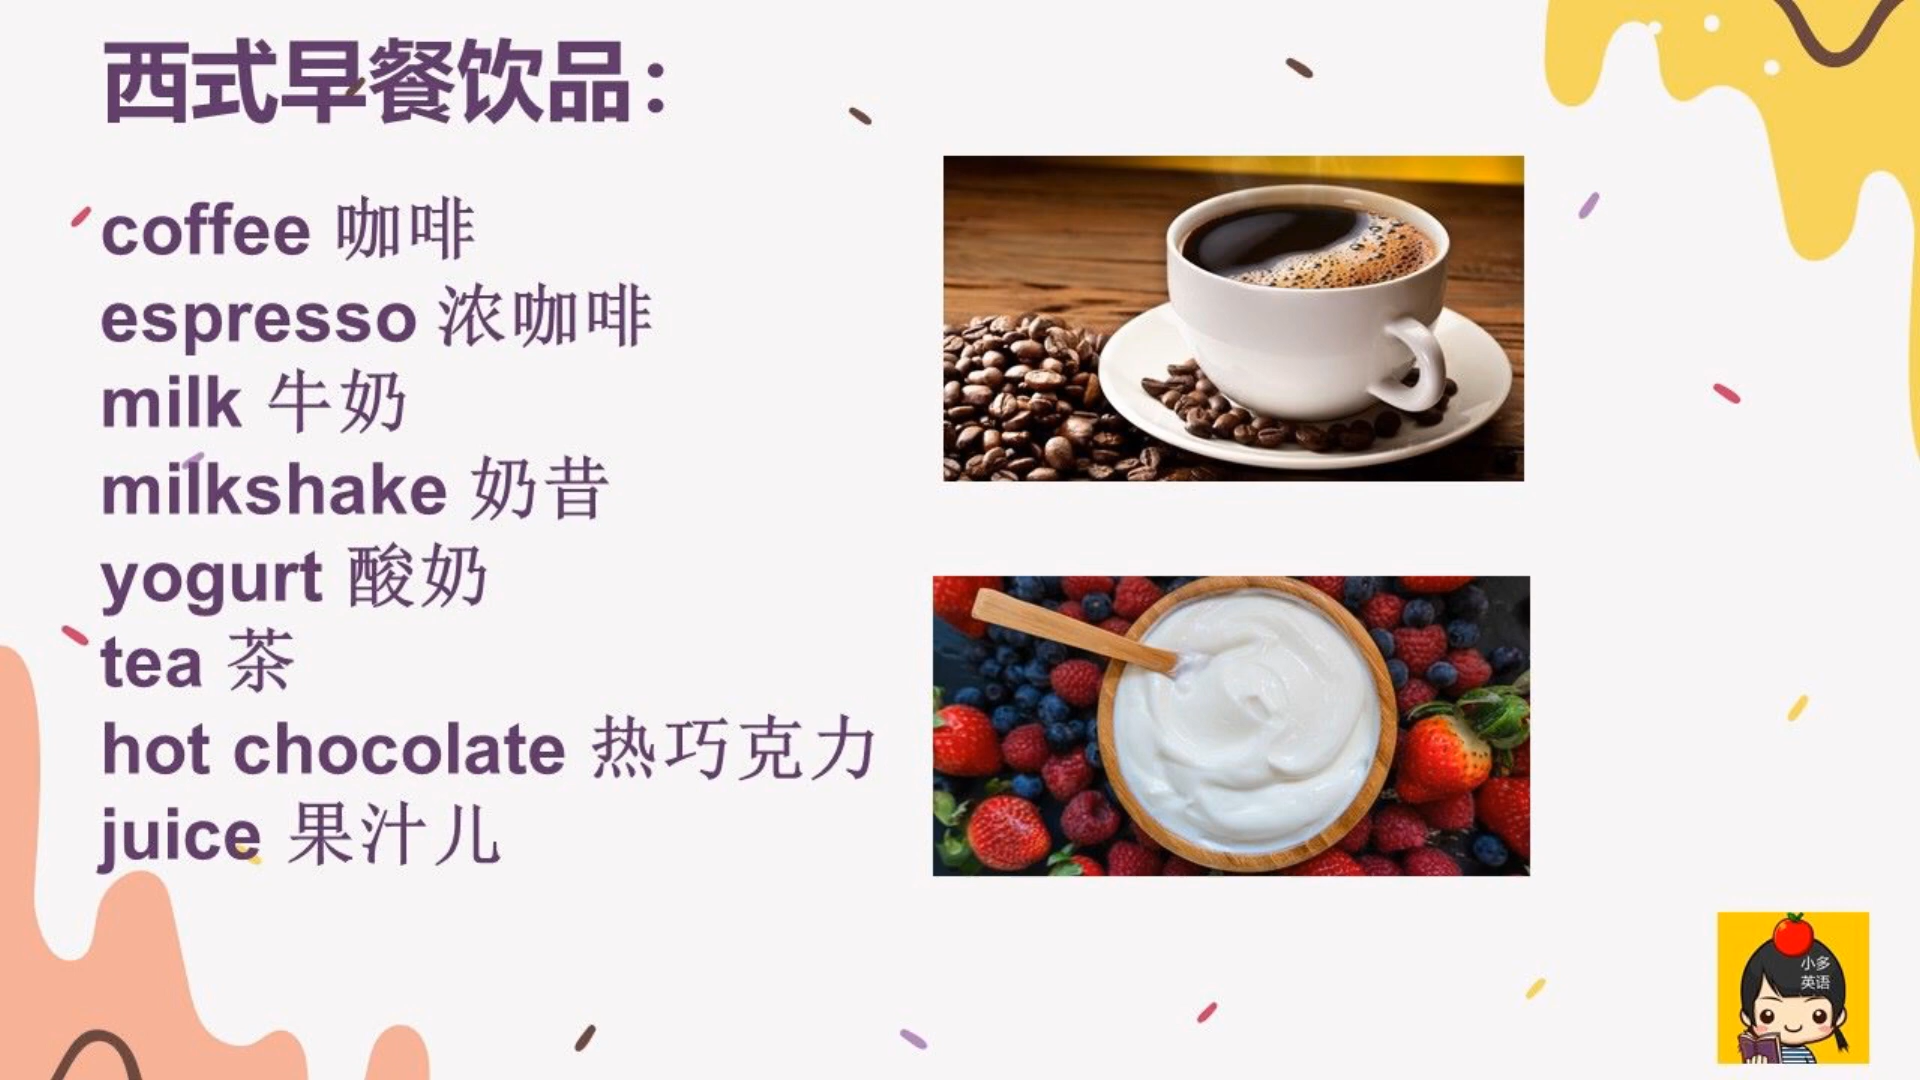 西式早餐饮品：
coffee 咖啡
espresso 浓咖啡
milk 牛奶
milkshake 奶昔
yogurt 酸奶
tea 茶
hot chocolate 热巧克力
juice 果汁儿
小多
英语